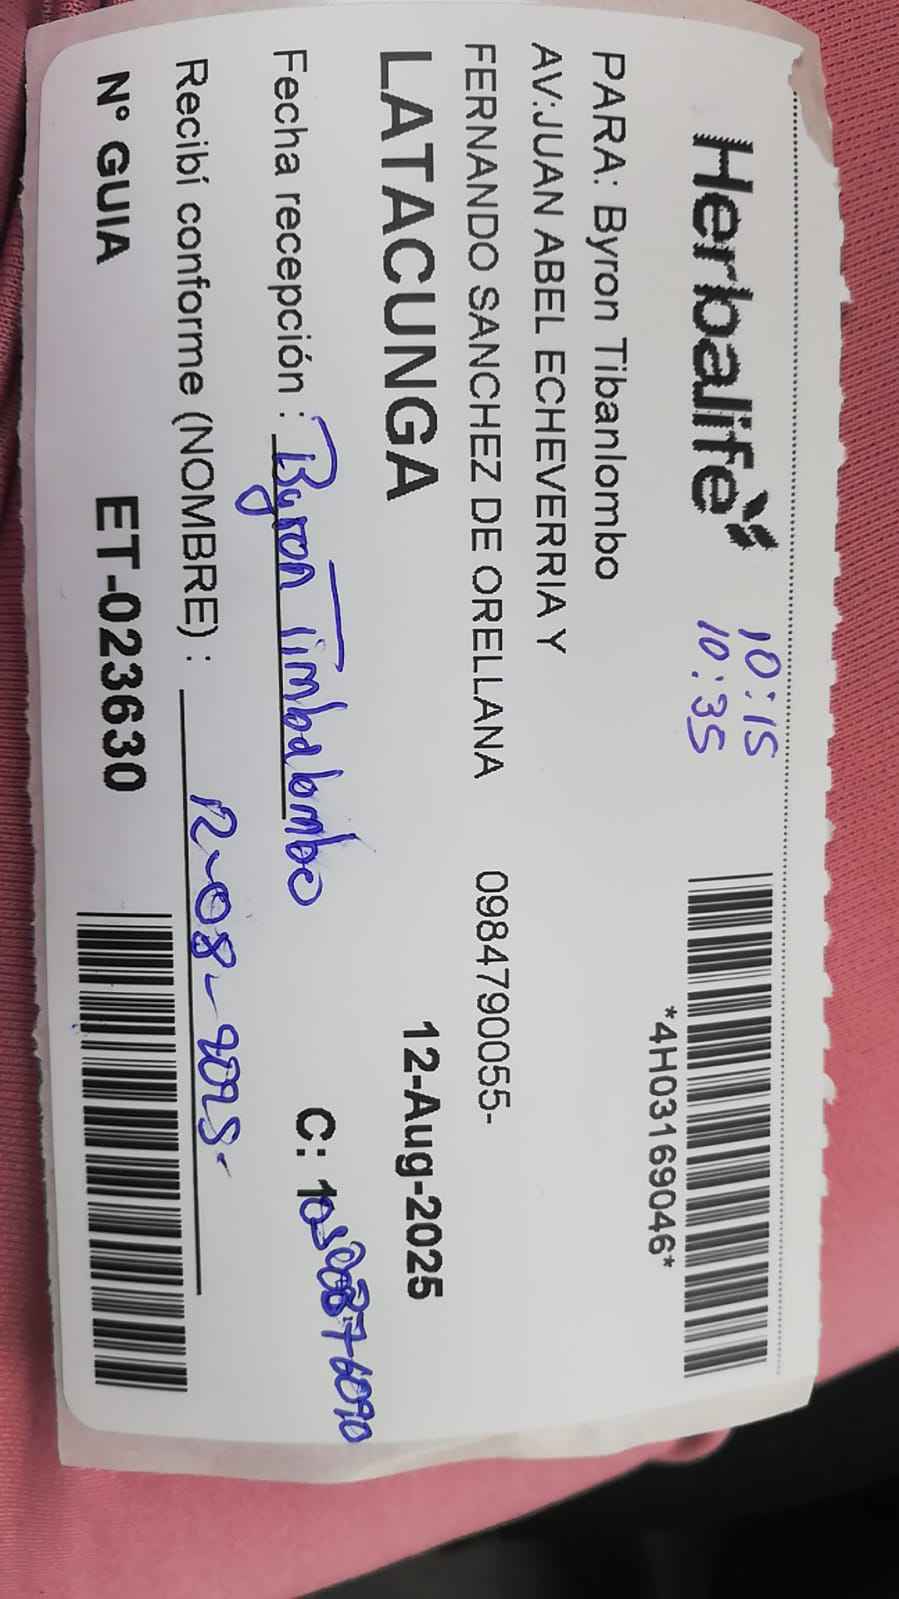 Herbalife
10:15
10:35
*4H03169046*
PARA: Byron Tibanlombo
AV:JUAN ABEL ECHEVERRIA Y
FERNANDO SANCHEZ DE ORELLANA 0984790055-
LATACUNGA 12-Aug-2025
Fecha recepción : Byron Timbalombo C:
Recibí conforme (NOMBRE) : 12-08-2025.
N° GUIA ET-023630